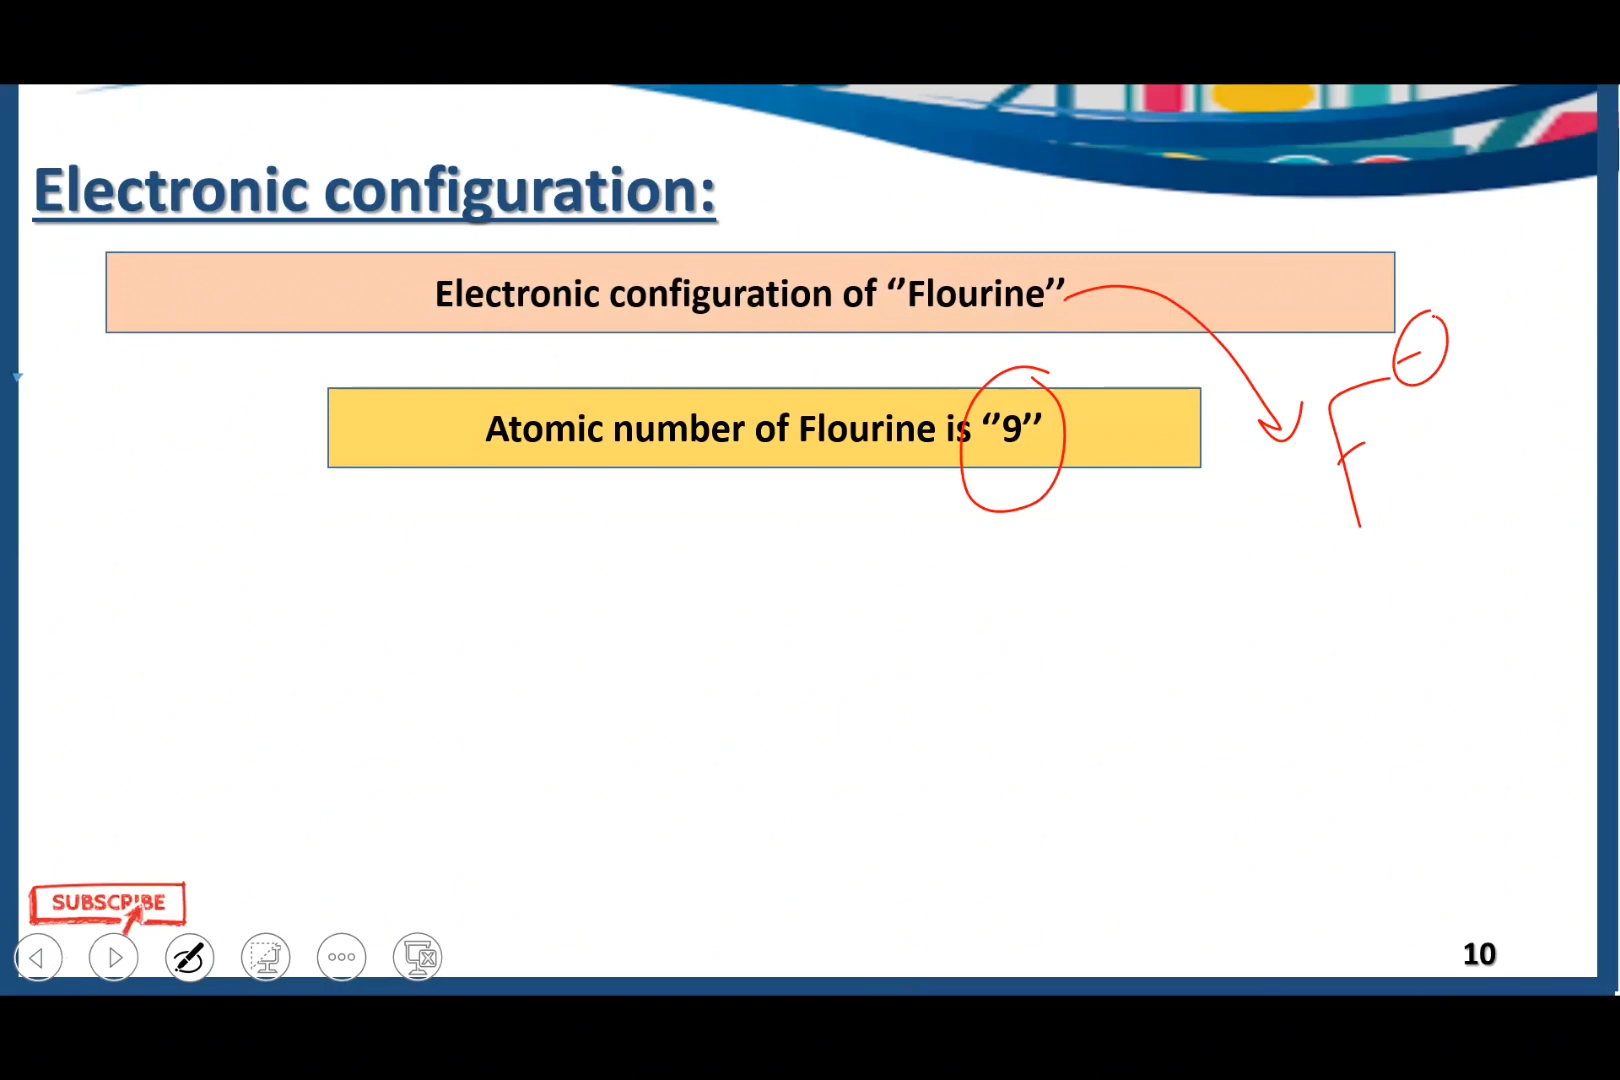 Electronic configuration:
Electronic configuration of ‘’Flourine’’
Atomic number of Flourine is ‘’9’’
F⁻
SUBSCRIBE
10